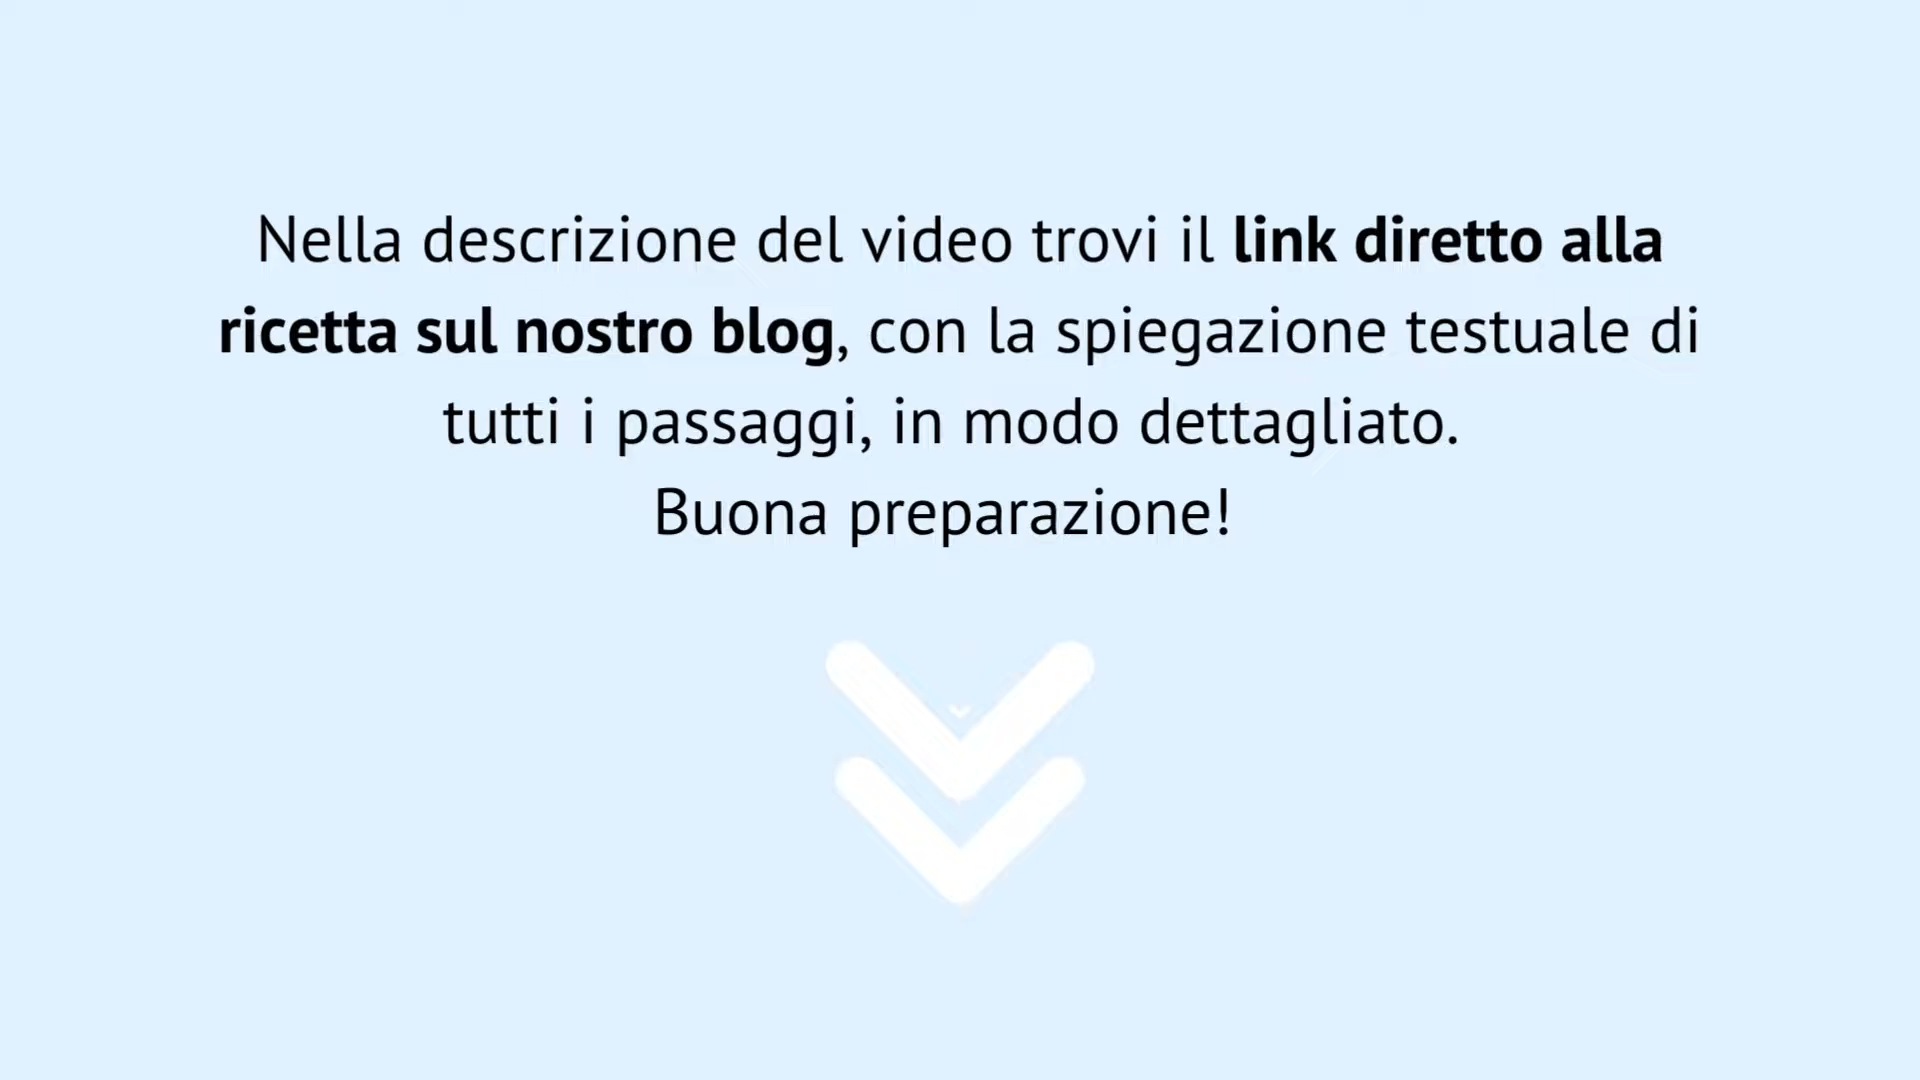 Nella descrizione del video trovi il link diretto alla
ricetta sul nostro blog, con la spiegazione testuale di
tutti i passaggi, in modo dettagliato.
Buona preparazione!